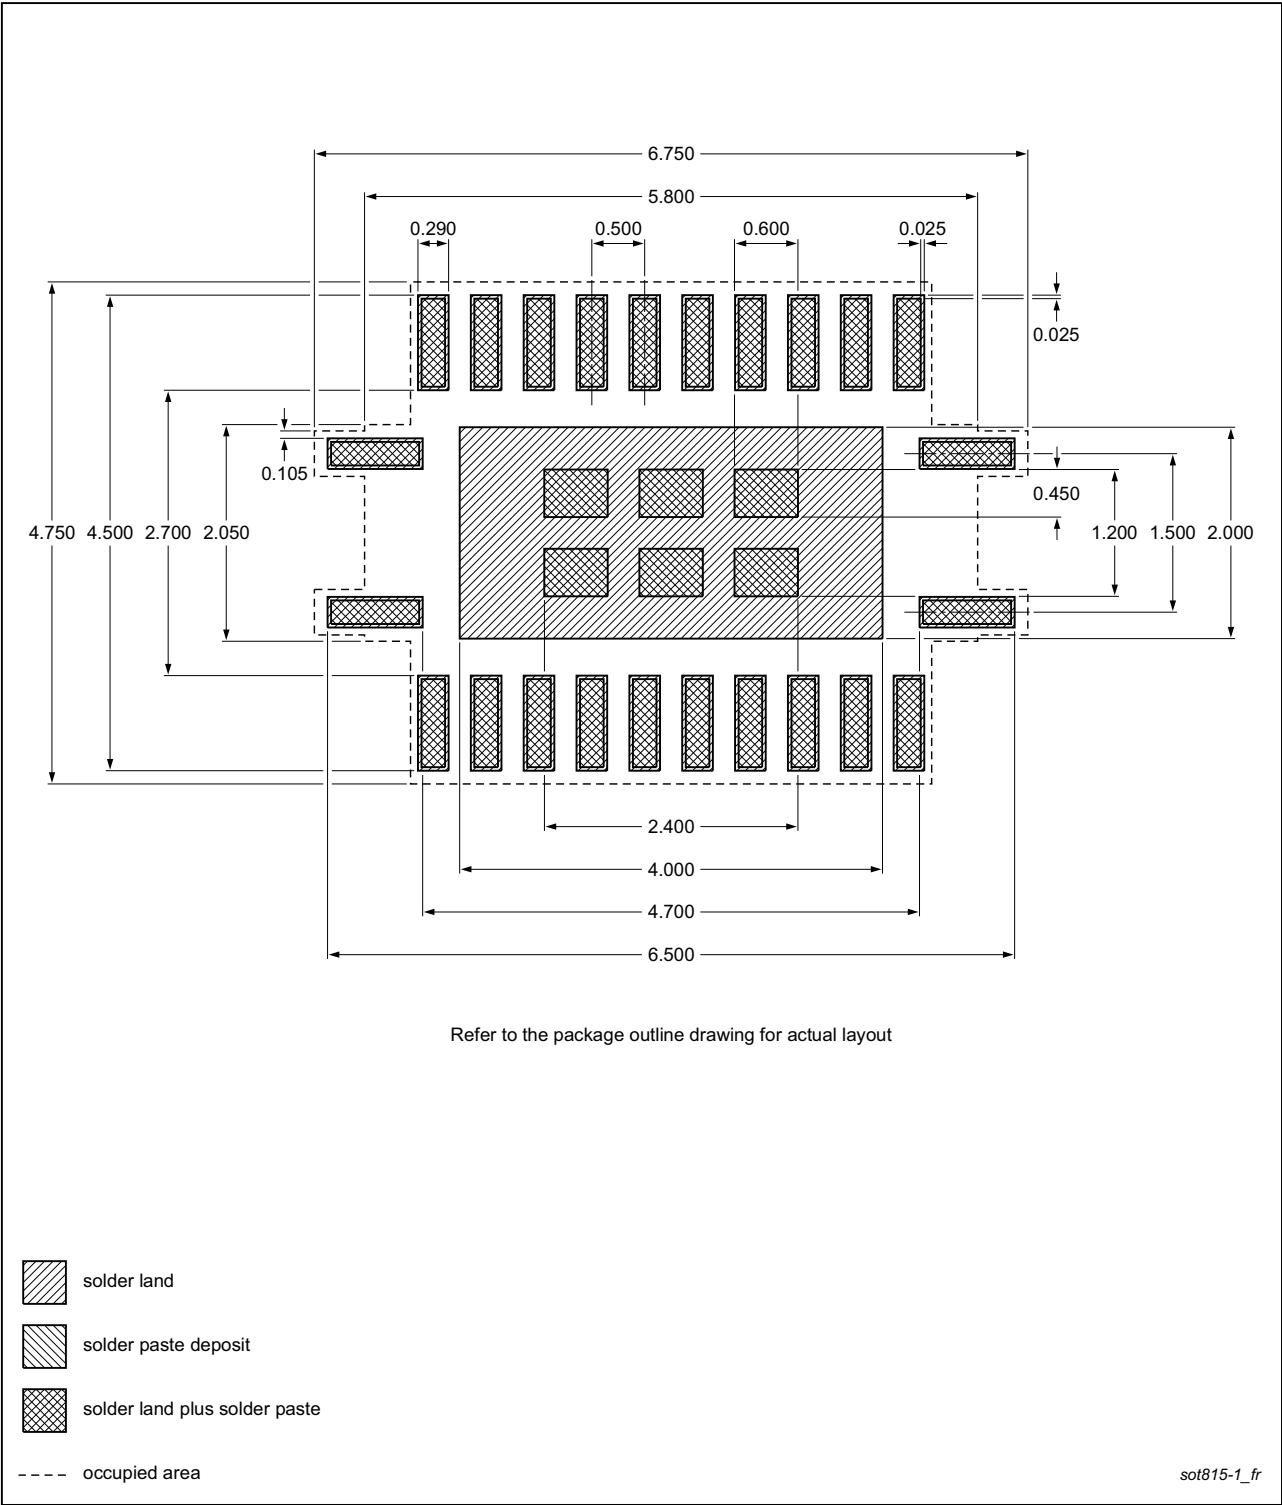 6.750
5.800
0.290 0.500 0.600 0.025
0.025
0.105
0.450
4.750 4.500 2.700 2.050 1.200 1.500 2.000
2.400
4.000
4.700
6.500
Refer to the package outline drawing for actual layout
solder land
solder paste deposit
solder land plus solder paste
occupied area
sot815-1_fr